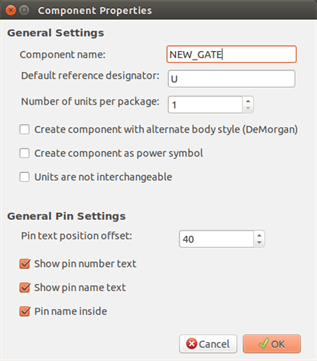 Component Properties
General Settings
Component name: NEW_GATE
Default reference designator: U
Number of units per package: 1
Create component with alternate body style (DeMorgan)
Create component as power symbol
Units are not interchangeable
General Pin Settings
Pin text position offset: 40
Show pin number text
Show pin name text
Pin name inside
Cancel OK